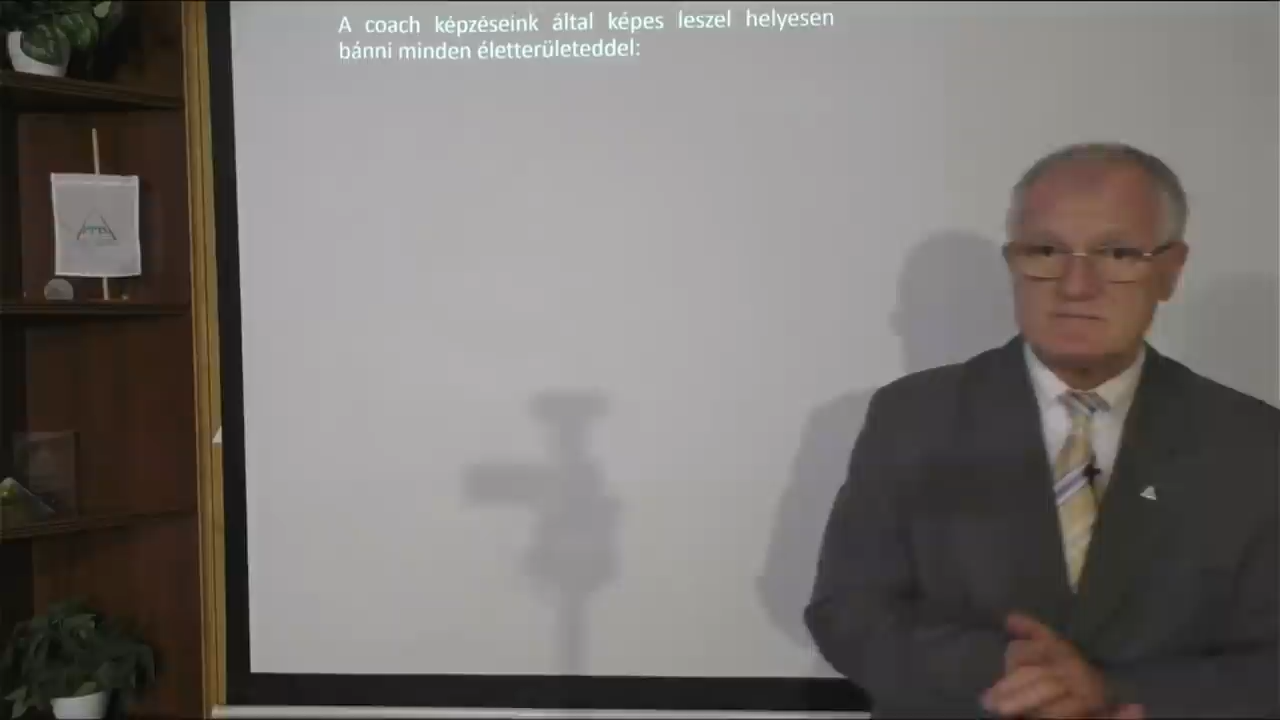 A coach képzéseink által képes leszel helyesen
bánni minden életterületeddel: